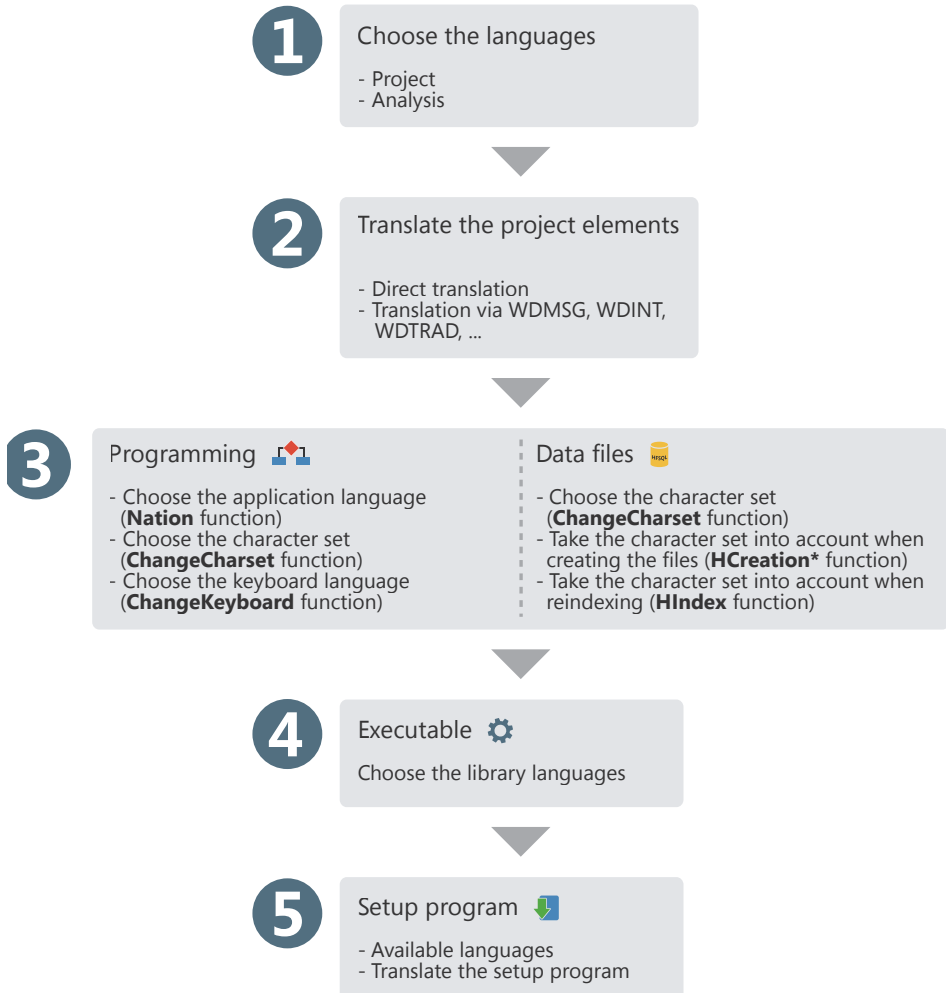 1
Choose the languages
- Project
- Analysis
2
Translate the project elements
- Direct translation
- Translation via WDMSG, WDINT,
WDTRAD, ...
3
Programming
- Choose the application language
(Nation function)
- Choose the character set
(ChangeCharset function)
- Choose the keyboard language
(ChangeKeyboard function)
Data files
HFSQL
- Choose the character set
(ChangeCharset function)
- Take the character set into account when
creating the files (HCreation* function)
- Take the character set into account when
reindexing (HIndex function)
4
Executable
Choose the library languages
5
Setup program
- Available languages
- Translate the setup program